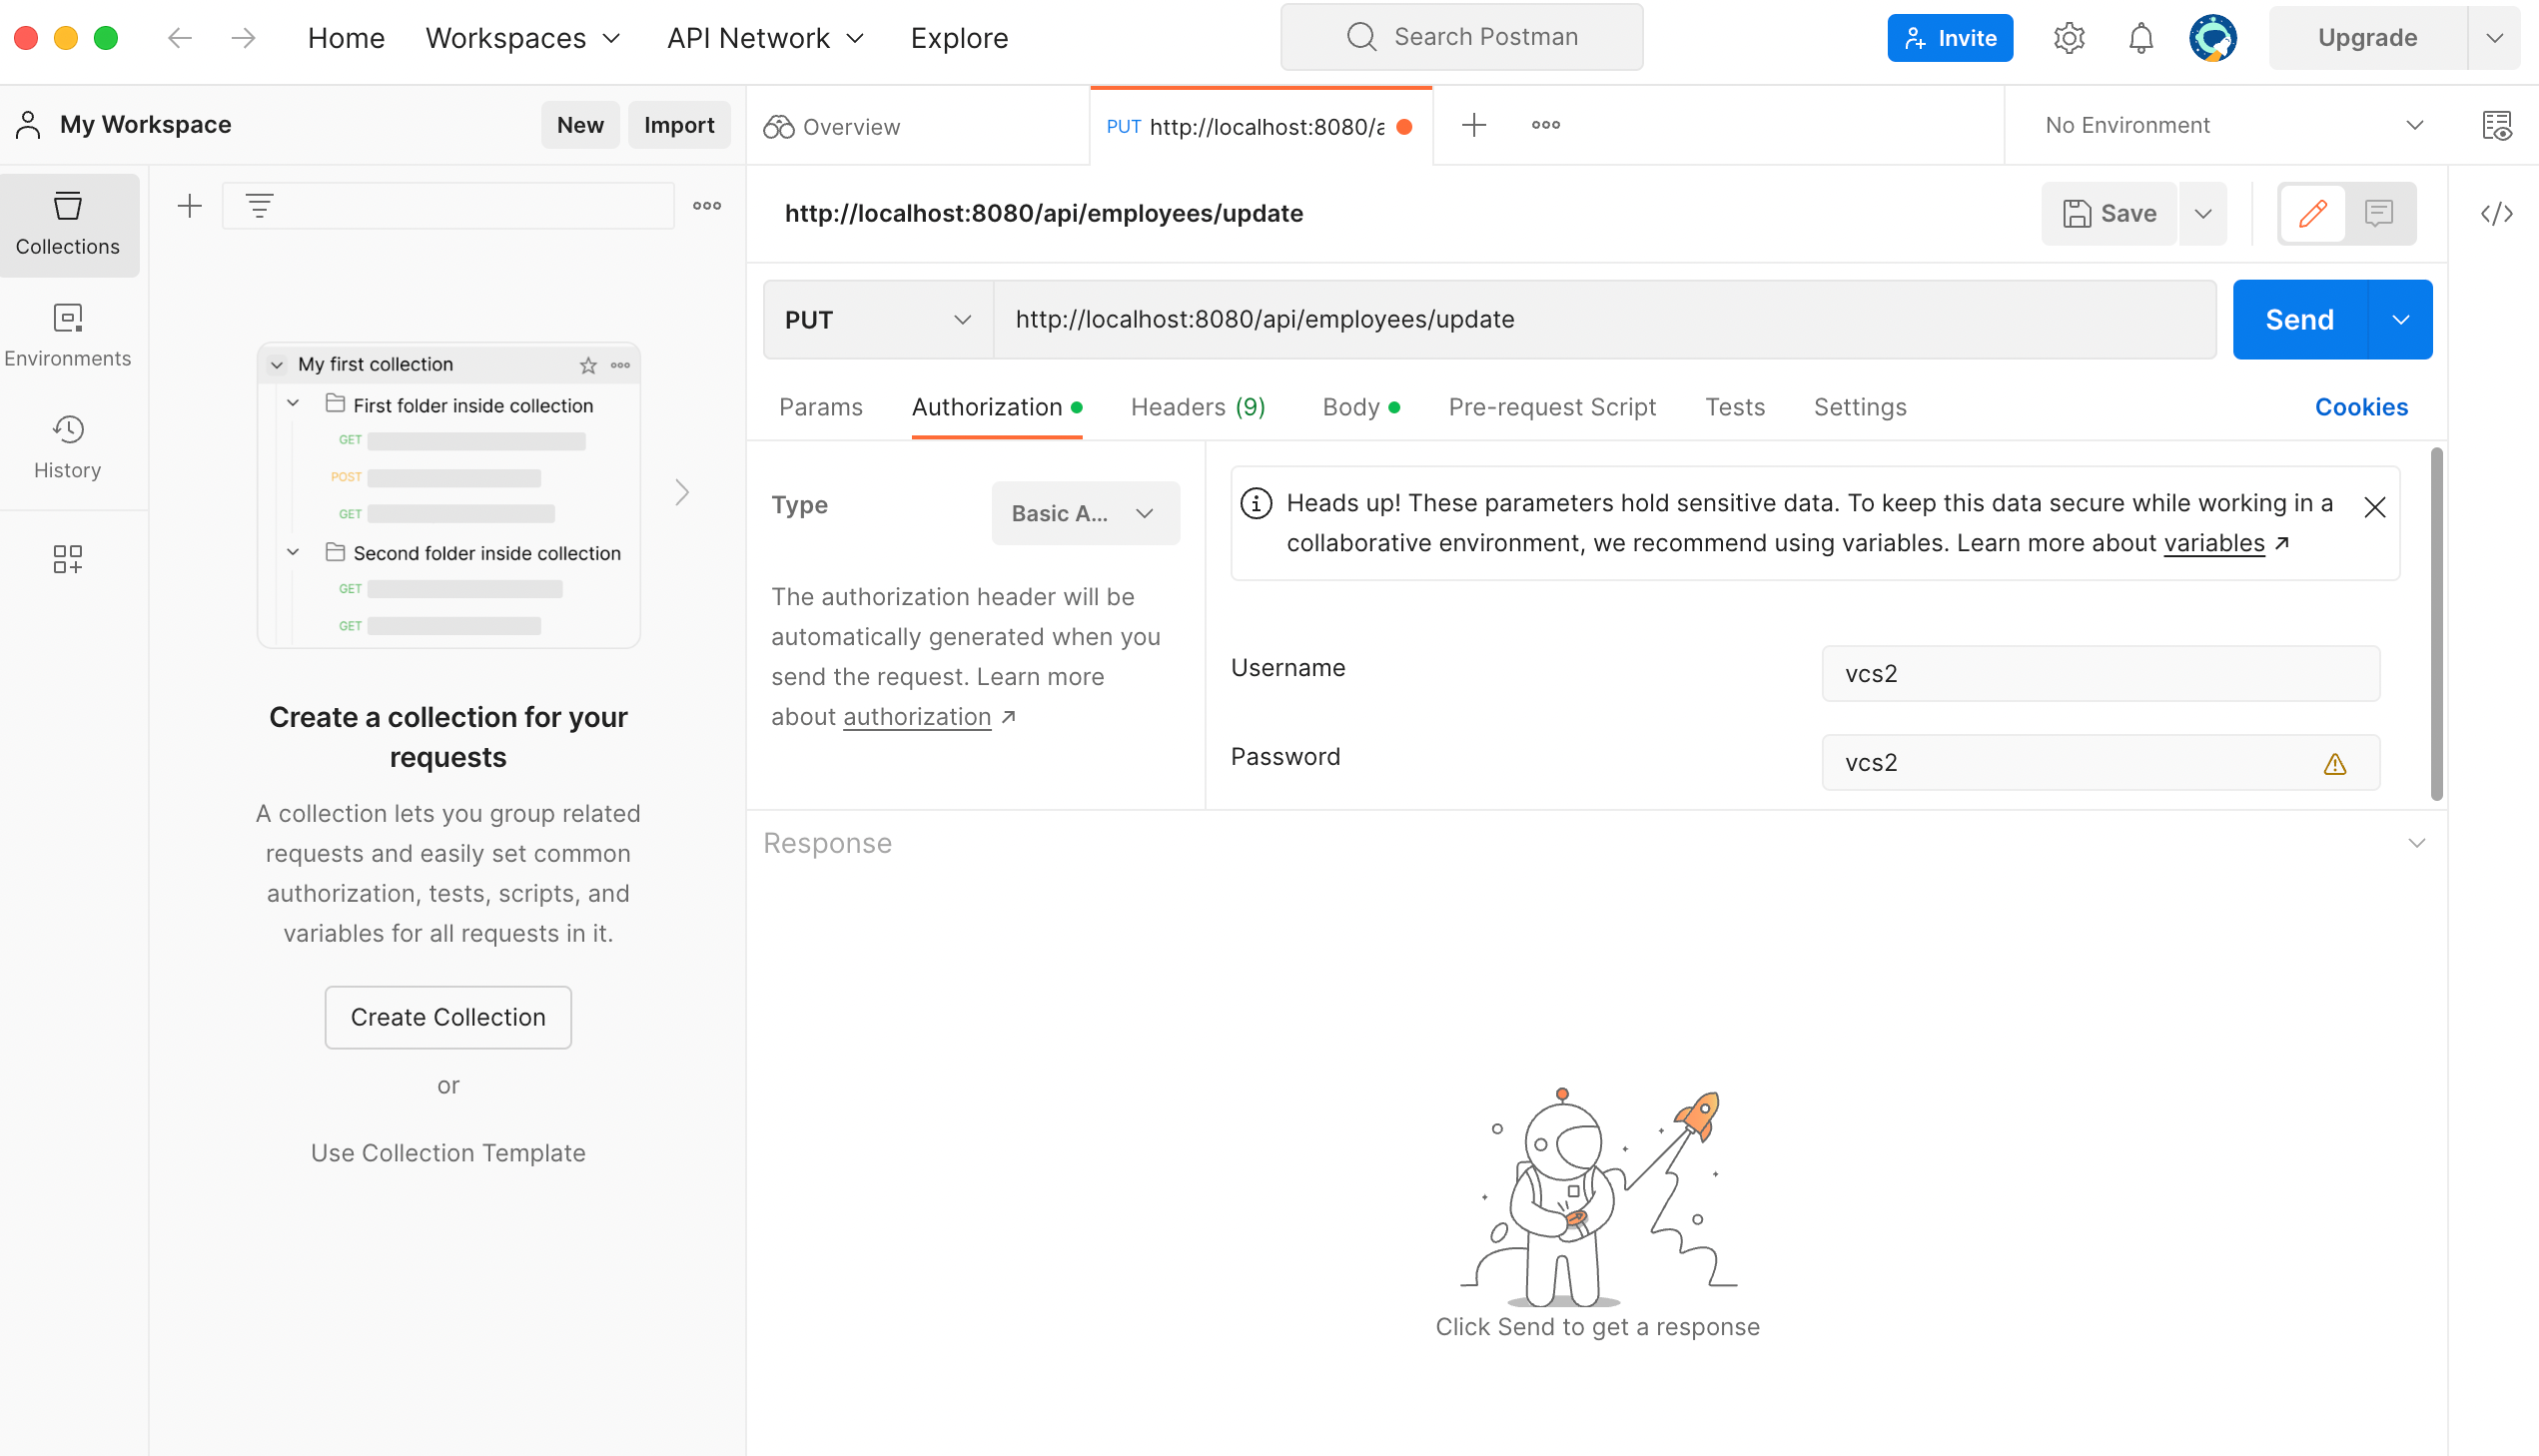 Home
Workspaces
API Network
Explore
Search Postman
Invite
Upgrade
My Workspace
New
Import
Overview
PUT http://localhost:8080/a
No Environment
Collections
Environments
History
My first collection
First folder inside collection
GET
POST
GET
Second folder inside collection
GET
GET
Create a collection for your
requests
A collection lets you group related
requests and easily set common
authorization, tests, scripts, and
variables for all requests in it.
Create Collection
or
Use Collection Template
http://localhost:8080/api/employees/update
Save
</>
PUT
http://localhost:8080/api/employees/update
Send
Params
Authorization
Headers (9)
Body
Pre-request Script
Tests
Settings
Cookies
Type
Basic A...
The authorization header will be
automatically generated when you
send the request. Learn more
about authorization ↗
Heads up! These parameters hold sensitive data. To keep this data secure while working in a
collaborative environment, we recommend using variables. Learn more about variables ↗
Username
vcs2
Password
vcs2
Response
Click Send to get a response